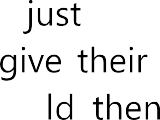 just
give their
ld then